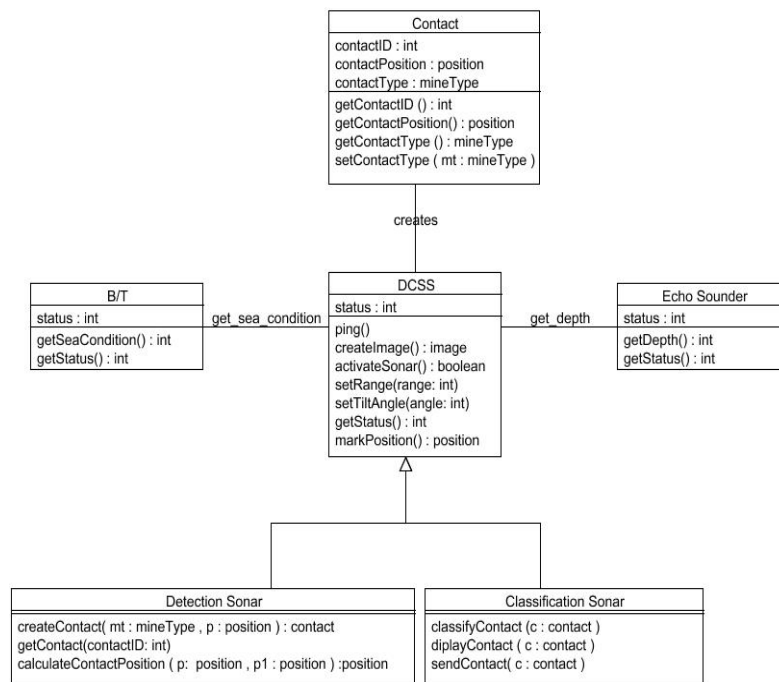 Contact
contactID : int
contactPosition : position
contactType : mineType
getContactID () : int
getContactPosition() : position
getContactType () : mineType
setContactType ( mt : mineType )
creates
B/T
status : int
getSeaCondition() : int
getStatus() : int
get_sea_condition
DCSS
status : int
ping()
createImage() : image
activateSonar() : boolean
setRange(range: int)
setTiltAngle(angle: int)
getStatus() : int
markPosition() : position
get_depth
Echo Sounder
status : int
getDepth() : int
getStatus() : int
Detection Sonar
createContact( mt : mineType , p : position ) : contact
getContact(contactID: int)
calculateContactPosition ( p: position , p1 : position ) :position
Classification Sonar
classifyContact (c : contact )
diplayContact ( c : contact )
sendContact( c : contact )